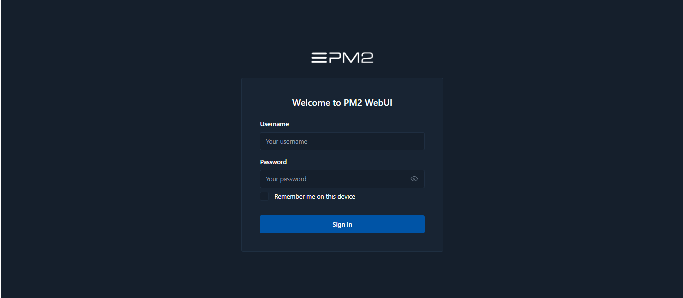 PM2
Welcome to PM2 WebUI
Username
Your username
Password
Your password
Remember me on this device
Sign in